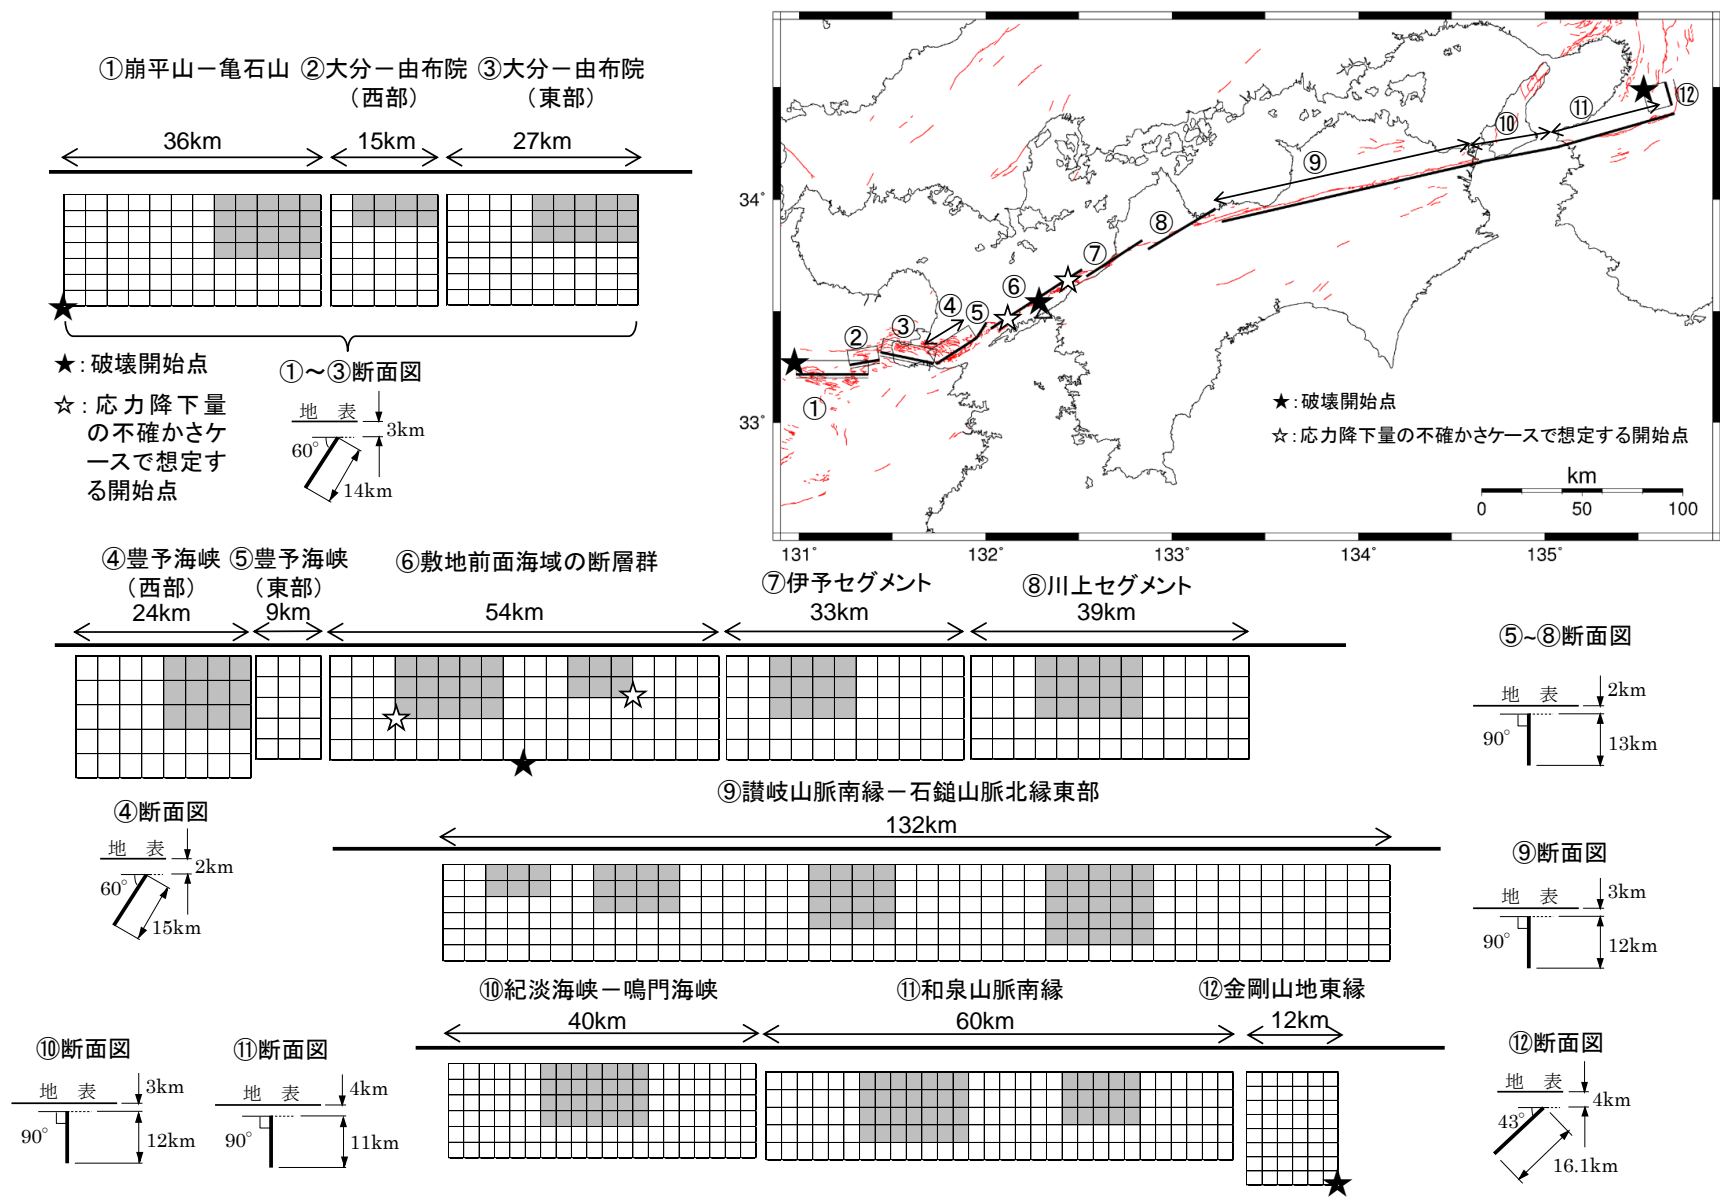 ①崩平山－亀石山
②大分－由布院
（西部）
③大分－由布院
（東部）
36km
15km
27km
★：破壊開始点
☆：応力降下量
の不確かさケ
ースで想定す
る開始点
①～③断面図
地 表
3km
60°
14km
34°
33°
131°
132°
133°
134°
135°
①
②
③
④
⑤
⑥
⑦
⑧
⑨
⑩
⑪
⑫
★：破壊開始点
☆：応力降下量の不確かさケースで想定する開始点
km
0 50 100
④豊予海峡
（西部）
⑤豊予海峡
（東部）
⑥敷地前面海域の断層群
⑦伊予セグメント
⑧川上セグメント
24km
9km
54km
33km
39km
⑤~⑧断面図
地 表
2km
90°
13km
④断面図
地 表
2km
60°
15km
⑨讃岐山脈南縁－石鎚山脈北縁東部
132km
⑨断面図
地 表
3km
90°
12km
⑩紀淡海峡－鳴門海峡
⑪和泉山脈南縁
⑫金剛山地東縁
40km
60km
12km
⑩断面図
地 表
3km
90°
12km
⑪断面図
地 表
4km
90°
11km
⑫断面図
地 表
4km
43°
16.1km